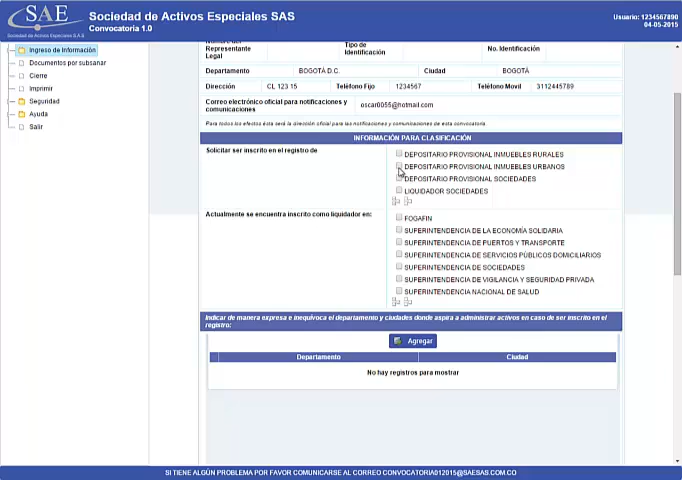 SAE
Sociedad de Activos Especiales S.A.S
Sociedad de Activos Especiales SAS
Convocatoria 1.0
Usuario: 1234567890
04-05-2015
Ingreso de Información
Documentos por subsanar
Cierre
Imprimir
Seguridad
Ayuda
Salir
Representante
Legal
Tipo de
Identificación
No. Identificación
Departamento BOGOTÁ D.C. Ciudad BOGOTÁ
Dirección CL 123 15 Teléfono Fijo 1234567 Teléfono Movil 3112445789
Correo electrónico oficial para notificaciones y
comunicaciones
oscar0055@hotmail.com
Para todos los efectos ésta será la dirección oficial para las notificaciones y comunicaciones de esta convocatoria.
INFORMACIÓN PARA CLASIFICACIÓN
Solicitar ser inscrito en el registro de
DEPOSITARIO PROVISIONAL INMUEBLES RURALES
DEPOSITARIO PROVISIONAL INMUEBLES URBANOS
DEPOSITARIO PROVISIONAL SOCIEDADES
LIQUIDADOR SOCIEDADES
Actualmente se encuentra inscrito como liquidador en:
FOGAFIN
SUPERINTENDENCIA DE LA ECONOMÍA SOLIDARIA
SUPERINTENDENCIA DE PUERTOS Y TRANSPORTE
SUPERINTENDENCIA DE SERVICIOS PÚBLICOS DOMICILIARIOS
SUPERINTENDENCIA DE SOCIEDADES
SUPERINTENDENCIA DE VIGILANCIA Y SEGURIDAD PRIVADA
SUPERINTENDENCIA NACIONAL DE SALUD
Indicar de manera expresa e inequívoca el departamento y ciudades donde aspira a administrar activos en caso de ser inscrito en el
registro:
Agregar
Departamento Ciudad
No hay registros para mostrar
SI TIENE ALGÚN PROBLEMA POR FAVOR COMUNICARSE AL CORREO CONVOCATORIA012015@SAESAS.COM.CO